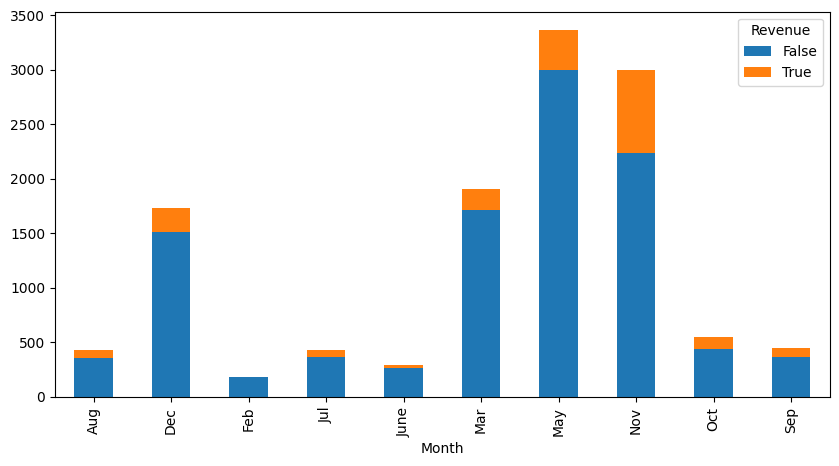 3500
3000
2500
2000
1500
1000
500
0
Revenue
False
True
Aug
Dec
Feb
Jul
June
Mar
May
Nov
Oct
Sep
Month